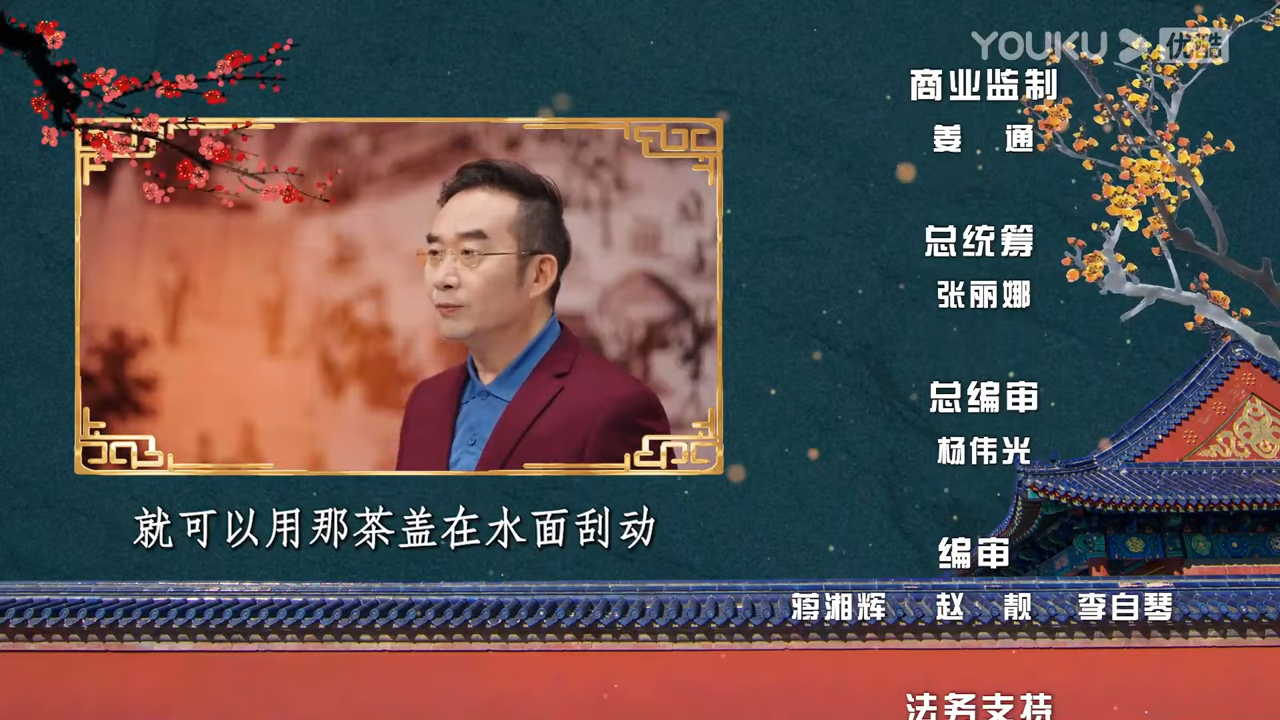 YOUKU 优酷
商业监制
姜 通
总统筹
张丽娜
总编审
杨伟光
就可以用那茶盖在水面刮动
编审
蒋湘辉 赵 靓 李自琴
法务支持